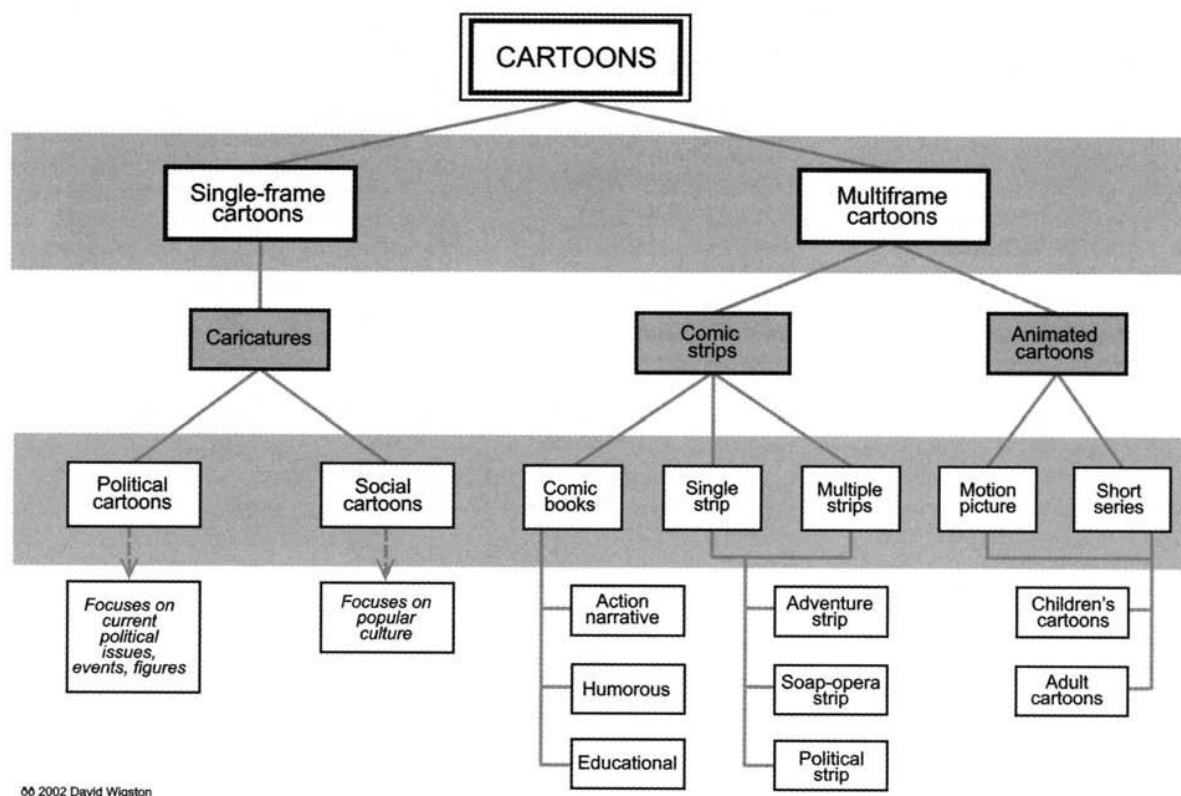 CARTOONS
Single-frame
cartoons
Multiframe
cartoons
Caricatures
Comic
strips
Animated
cartoons
Political
cartoons
Social
cartoons
Comic
books
Single
strip
Multiple
strips
Motion
picture
Short
series
Focuses on
current
political
issues,
events, figures
Focuses on
popular
culture
Action
narrative
Humorous
Educational
Adventure
strip
Soap-opera
strip
Political
strip
Children's
cartoons
Adult
cartoons
2002 David Wigston